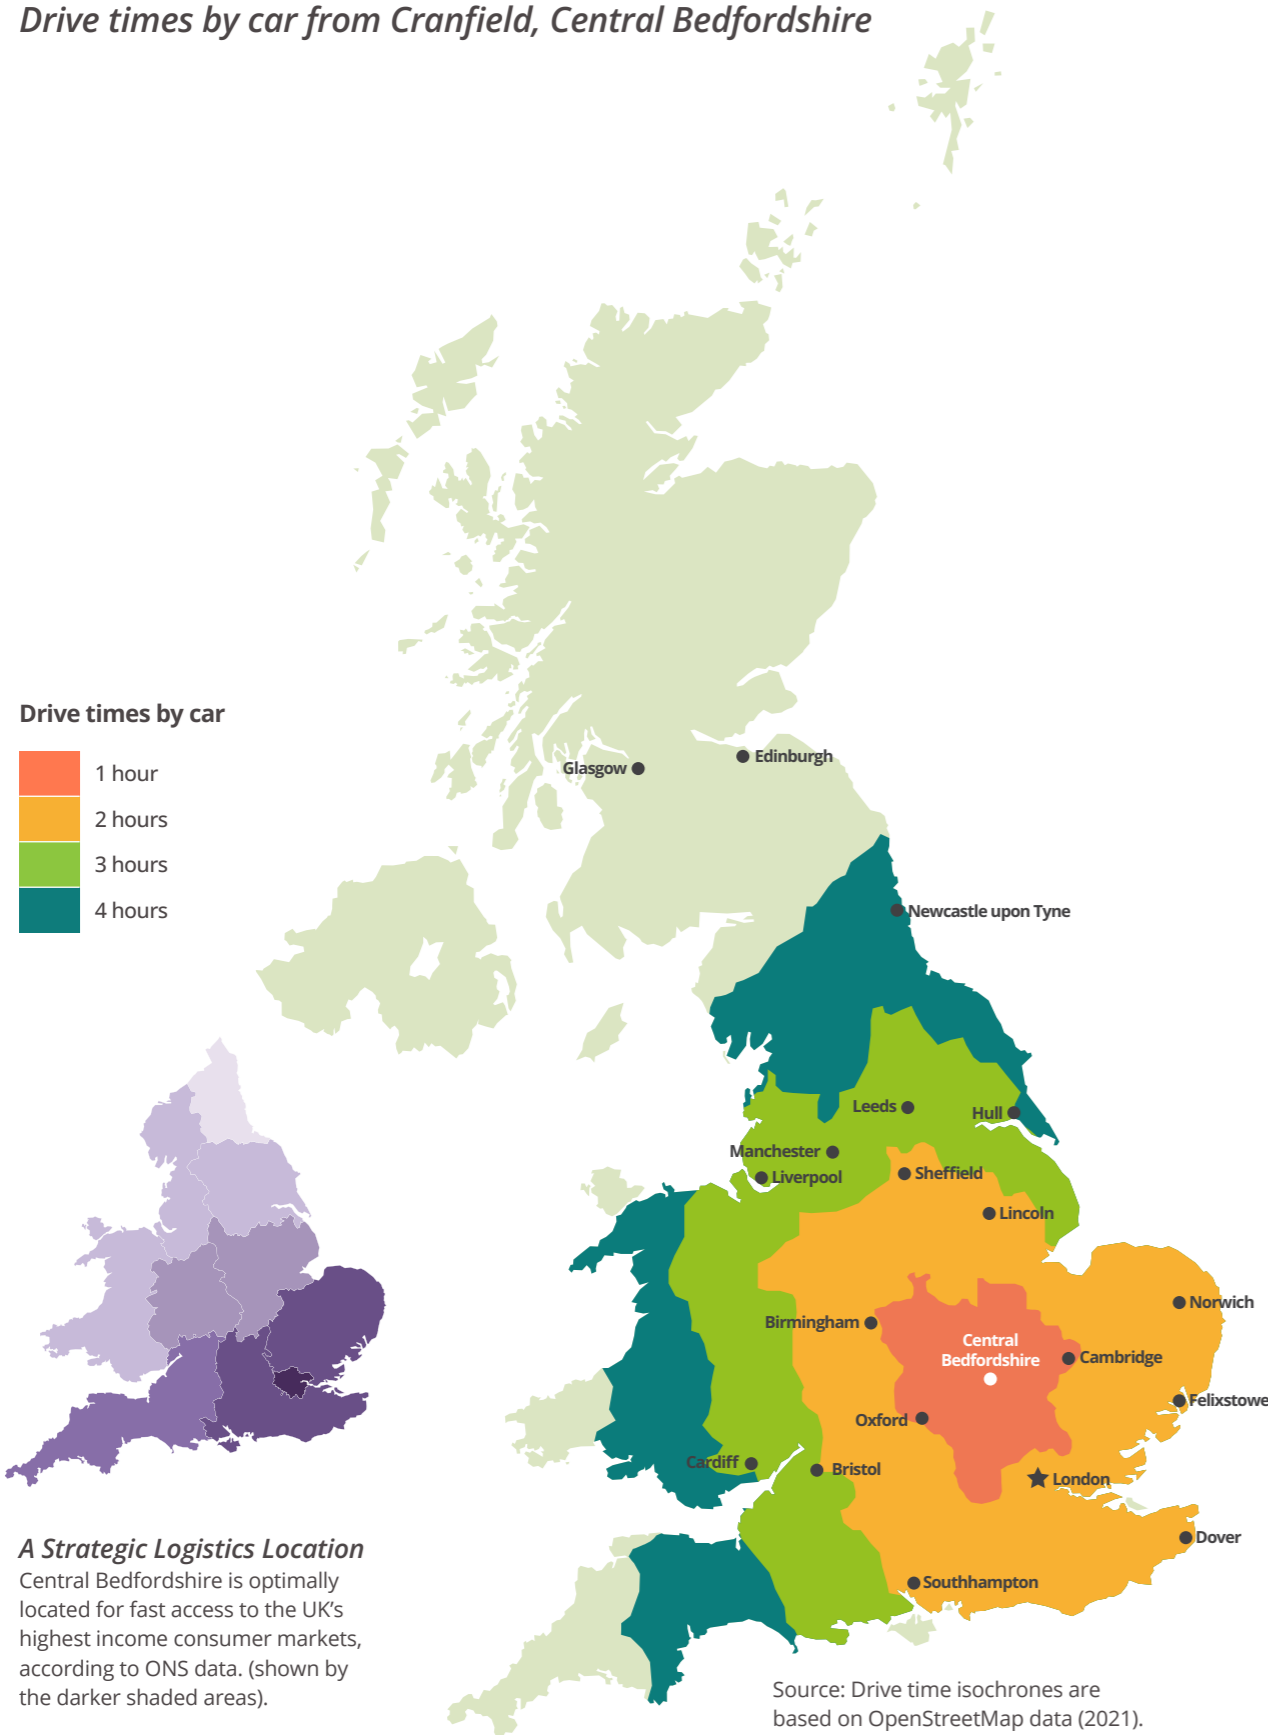 Drive times by car from Cranfield, Central Bedfordshire
Drive times by car
1 hour
2 hours
3 hours
4 hours
Glasgow
Edinburgh
Newcastle upon Tyne
Leeds
Hull
Manchester
Liverpool
Sheffield
Lincoln
Norwich
Birmingham
Central
Bedfordshire
Cambridge
Felixstowe
Oxford
Cardiff
Bristol
London
Dover
Southhampton
A Strategic Logistics Location
Central Bedfordshire is optimally
located for fast access to the UK’s
highest income consumer markets,
according to ONS data. (shown by
the darker shaded areas).
Source: Drive time isochrones are
based on OpenStreetMap data (2021).